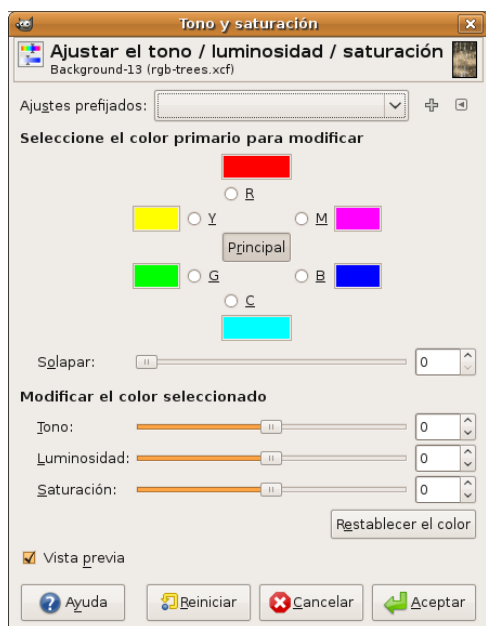 Tono y saturación
Ajustar el tono / luminosidad / saturación
Background-13 (rgb-trees.xcf)
Ajustes prefijados:
Seleccione el color primario para modificar
R
Y M
Principal
G B
C
Solapar: 0
Modificar el color seleccionado
Tono: 0
Luminosidad: 0
Saturación: 0
Restablecer el color
Vista previa
Ayuda Reiniciar Cancelar Aceptar